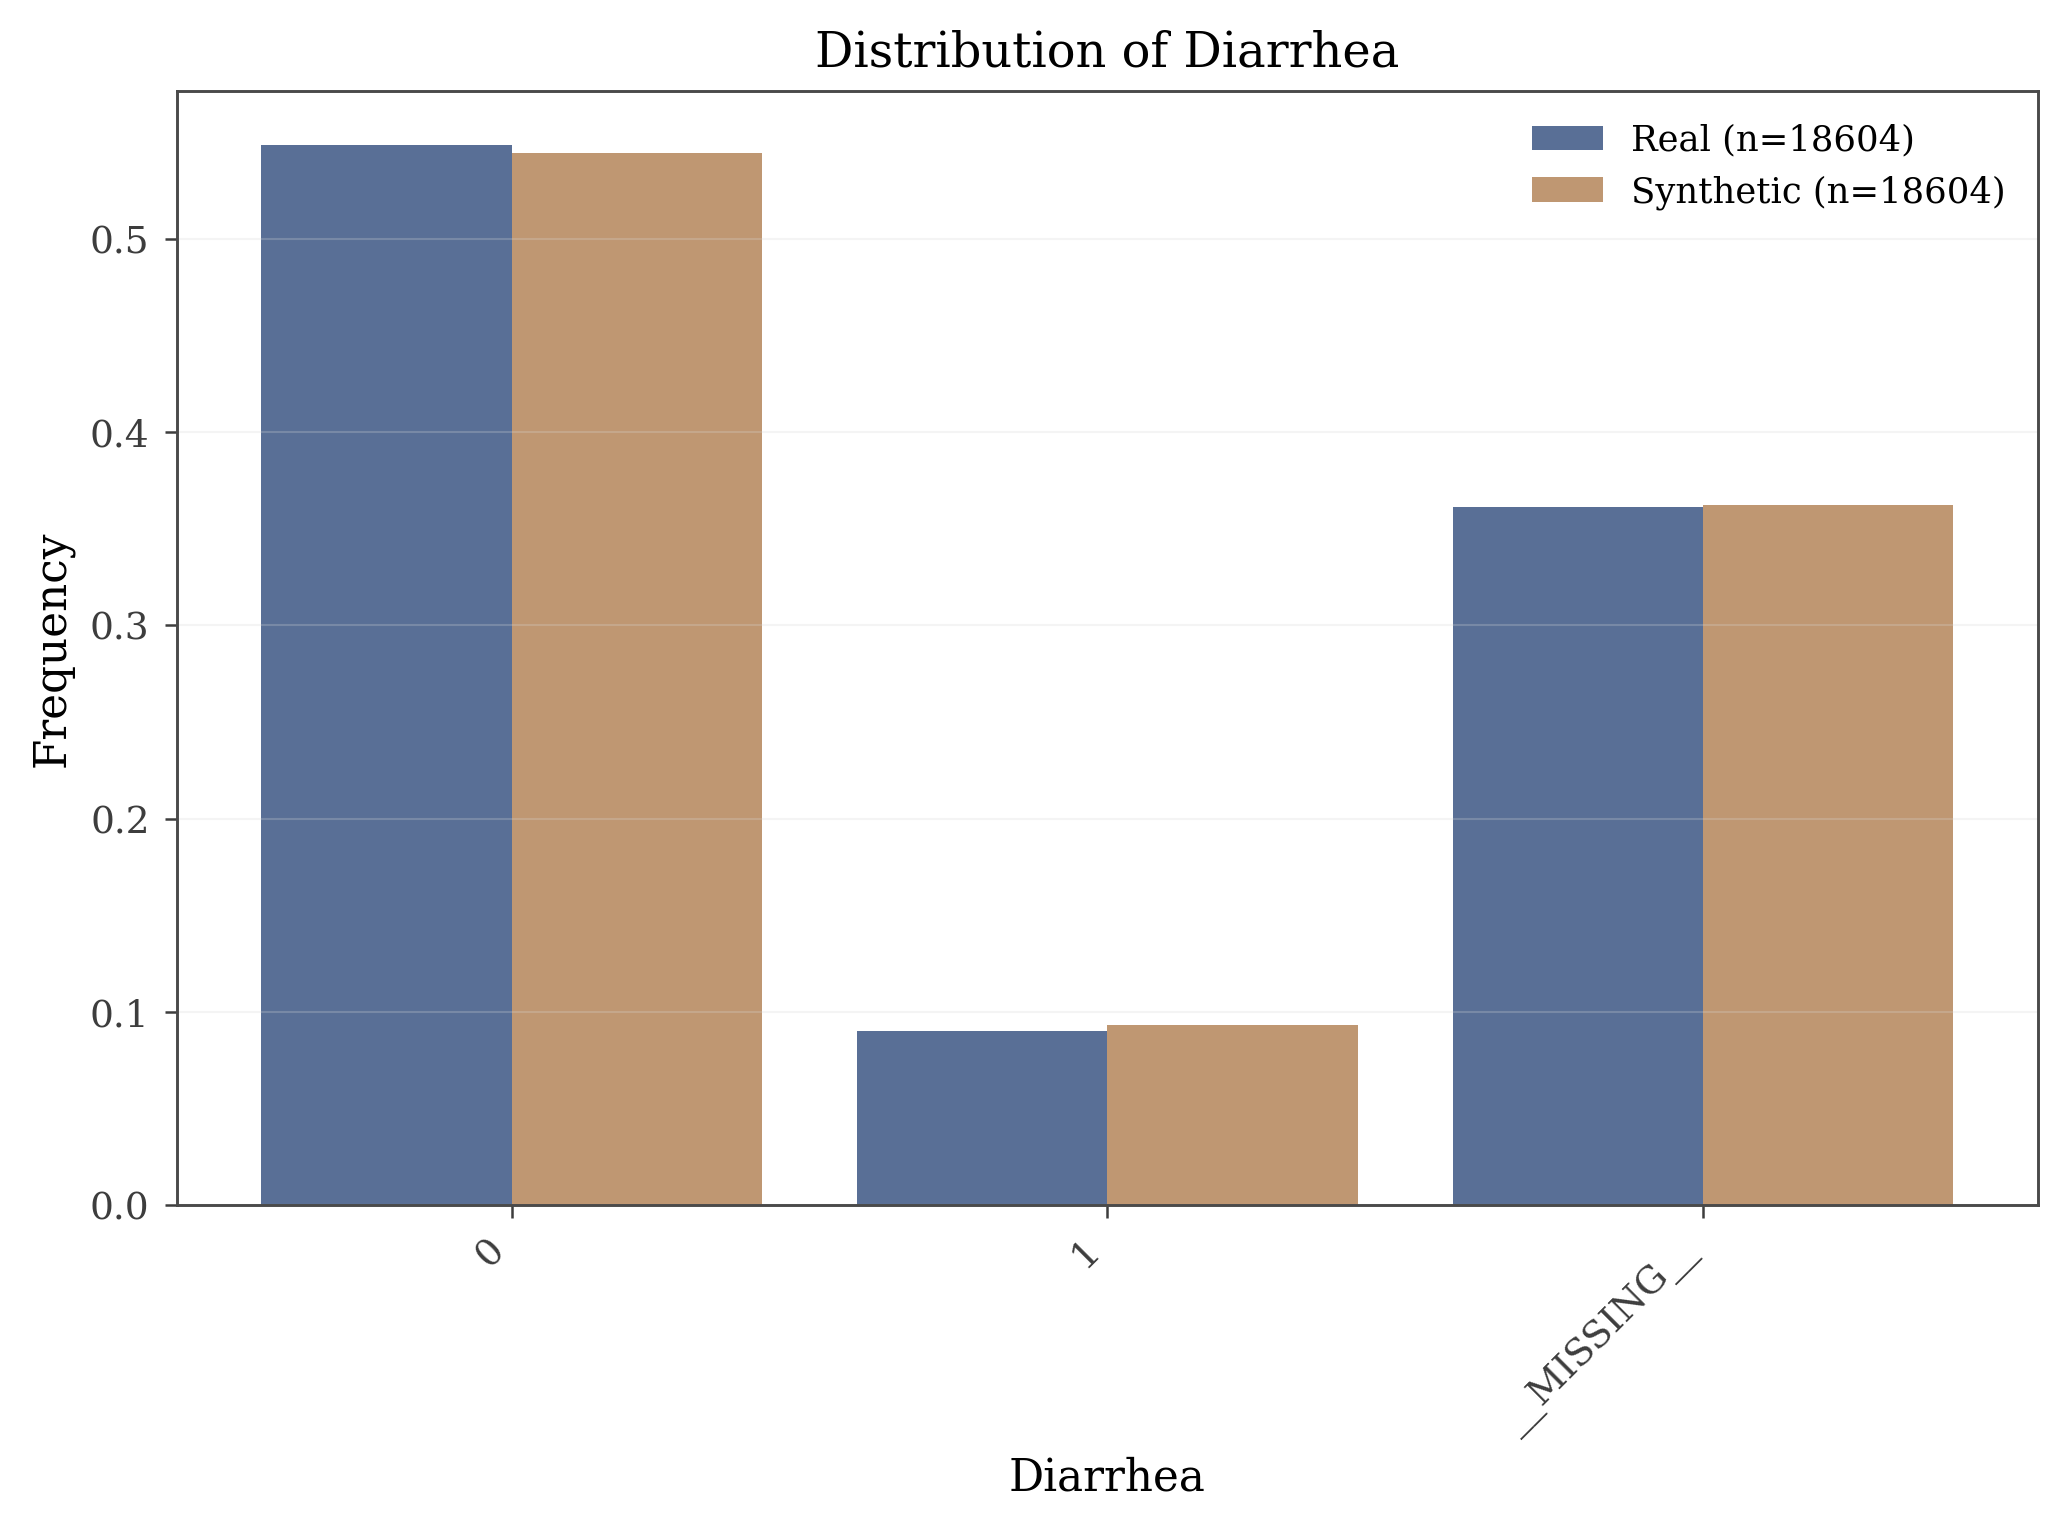 Distribution of Diarrhea
Real (n=18604)
Synthetic (n=18604)
Frequency
0.5
0.4
0.3
0.2
0.1
0.0
0
1
__MISSING__
Diarrhea